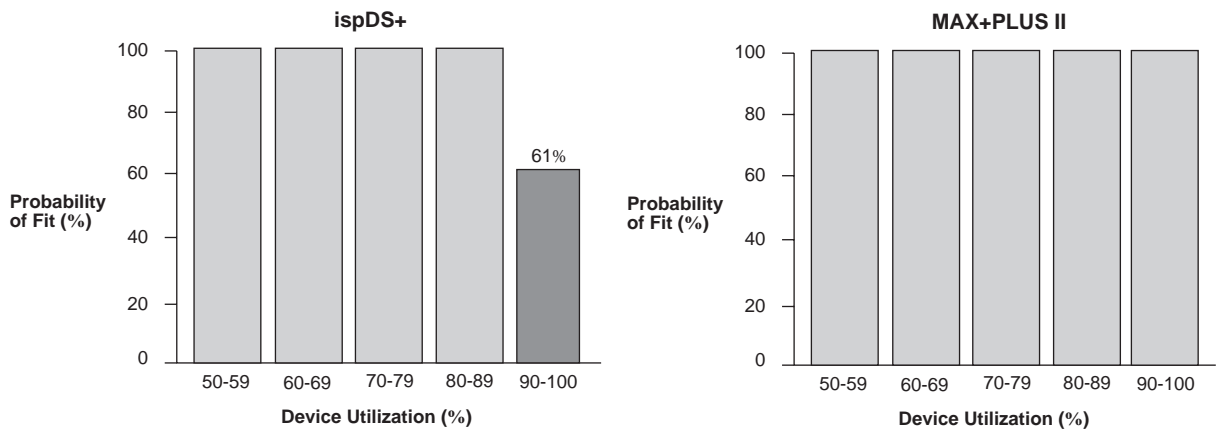 ispDS+
100
80
60
40
20
0
61%
Probability
of Fit (%)
50-59 60-69 70-79 80-89 90-100
Device Utilization (%)
MAX+PLUS II
100
80
60
40
20
0
Probability
of Fit (%)
50-59 60-69 70-79 80-89 90-100
Device Utilization (%)